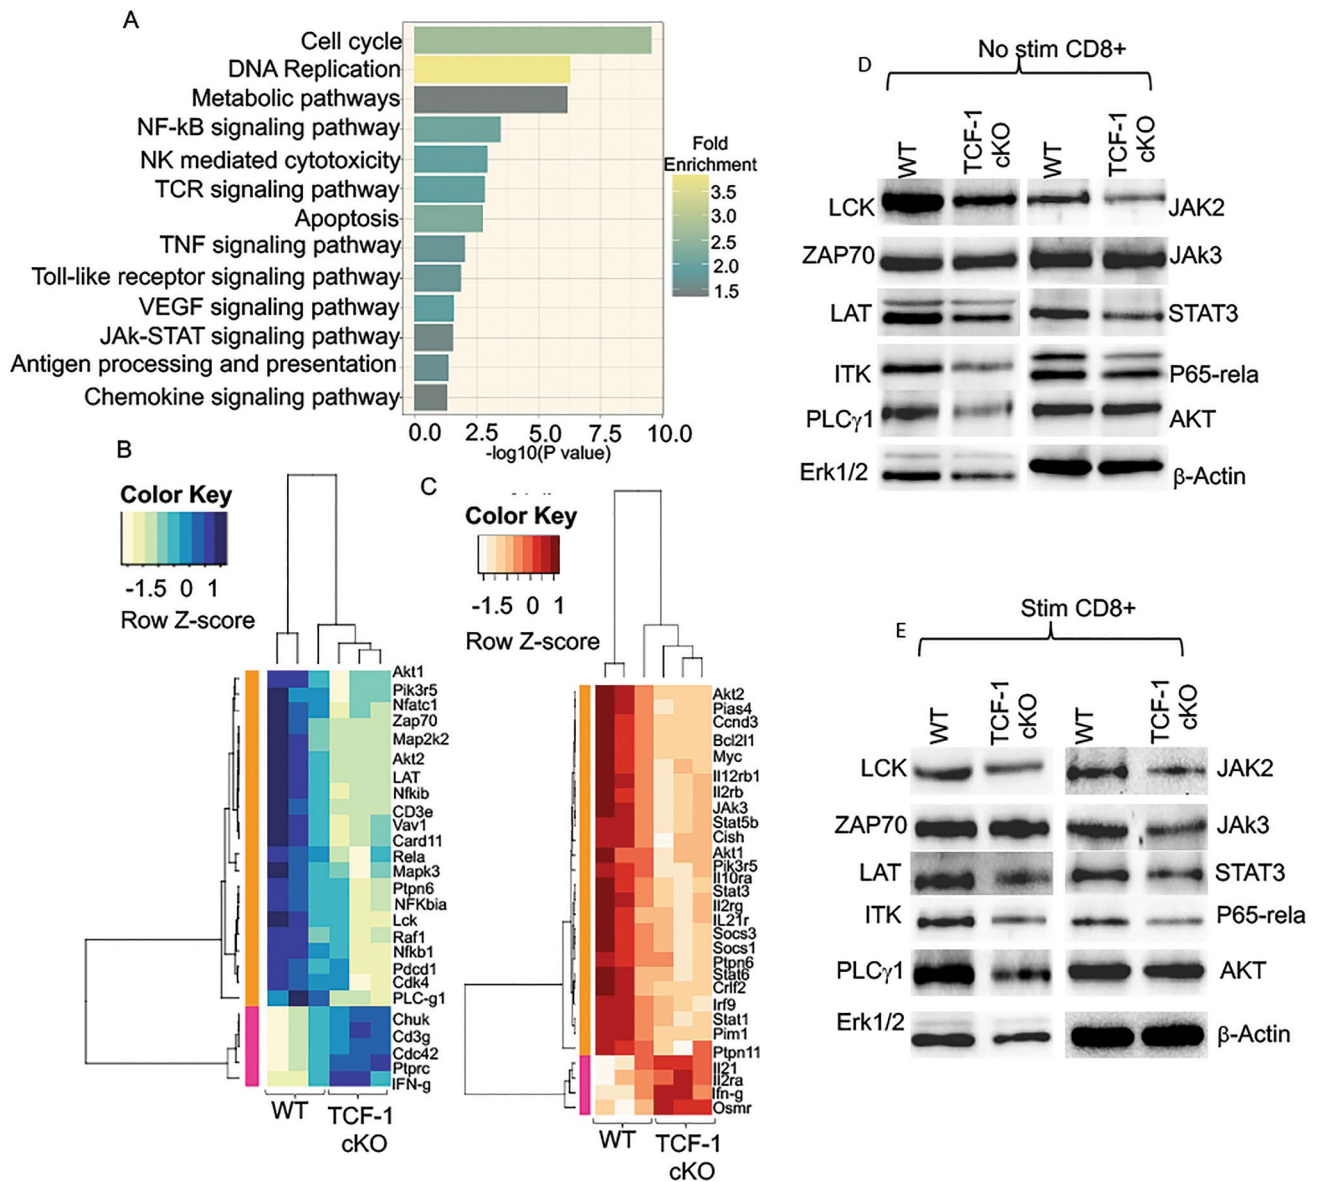 A
Cell cycle
DNA Replication
Metabolic pathways
NF-kB signaling pathway
NK mediated cytotoxicity
TCR signaling pathway
Apoptosis
TNF signaling pathway
Toll-like receptor signaling pathway
VEGF signaling pathway
JAk-STAT signaling pathway
Antigen processing and presentation
Chemokine signaling pathway
0.0 2.5 5.0 7.5 10.0
-log10(P value)
Fold
Enrichment
3.5
3.0
2.5
2.0
1.5
B
Color Key
-1.5 0 1
Row Z-score
Akt1
Pik3r5
Nfatc1
Zap70
Map2k2
Akt2
LAT
Nfkib
CD3e
Vav1
Card11
Rela
Mapk3
Ptpn6
NFKbia
Lck
Raf1
Nfkb1
Pdcd1
Cdk4
PLC-g1
Chuk
Cd3g
Cdc42
Ptprc
IFN-g
WT TCF-1
cKO
C
Color Key
-1.5 0 1
Row Z-score
Akt2
Pias4
Ccnd3
Bcl2l1
Myc
Il12rb1
Il2rb
JAk3
Stat5b
Cish
Akt1
Pik3r5
Il10ra
Stat3
Il2rg
IL21r
Socs3
Socs1
Ptpn6
Stat6
Crlf2
Irf9
Stat1
Pim1
Ptpn11
Il21
Il2ra
Ifn-g
Osmr
WT TCF-1
cKO
D
No stim CD8+
WT TCF-1 cKO WT TCF-1 cKO
LCK JAK2
ZAP70 JAk3
LAT STAT3
ITK P65-rela
PLCγ1 AKT
Erk1/2 β-Actin
E
Stim CD8+
WT TCF-1 cKO WT TCF-1 cKO
LCK JAK2
ZAP70 JAk3
LAT STAT3
ITK P65-rela
PLCγ1 AKT
Erk1/2 β-Actin